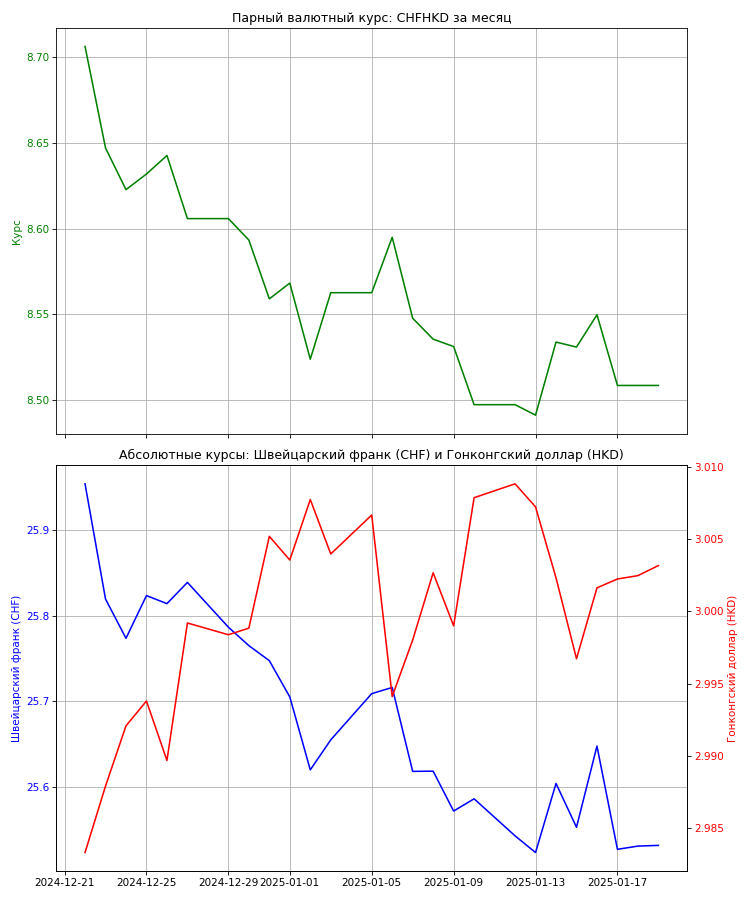 Парный валютный курс: CHFHKD за месяц
8.70
8.65
8.60
8.55
8.50
Курс
Абсолютные курсы: Швейцарский франк (CHF) и Гонконгский доллар (HKD)
25.9
25.8
25.7
25.6
Швейцарский франк (CHF)
3.010
3.005
3.000
2.995
2.990
2.985
Гонконгский доллар (HKD)
2024-12-21 2024-12-25 2024-12-29 2025-01-01 2025-01-05 2025-01-09 2025-01-13 2025-01-17